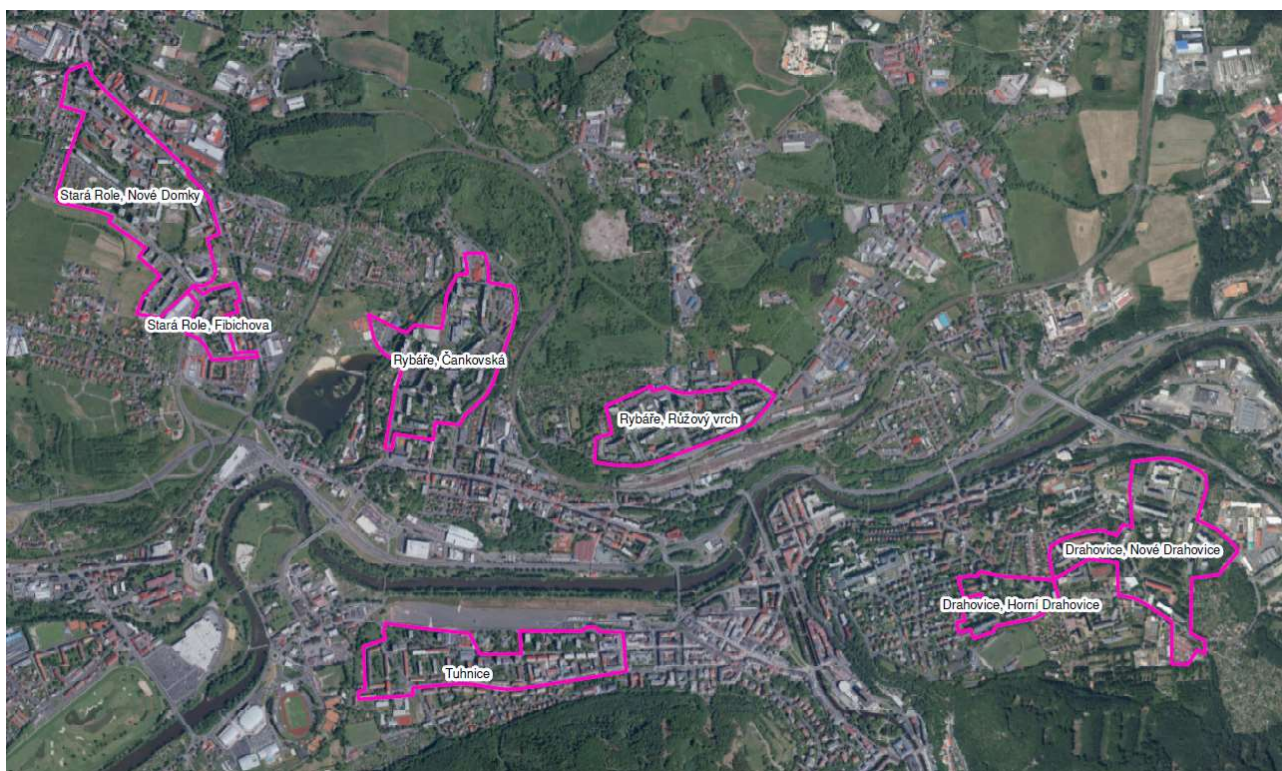 Stará Role, Nové Domky
Stará Role, Fibichova
Rybáře, Čankovská
Rybáře, Růžový vrch
Drahovice, Nové Drahovice
Drahovice, Horní Drahovice
Tuhnice